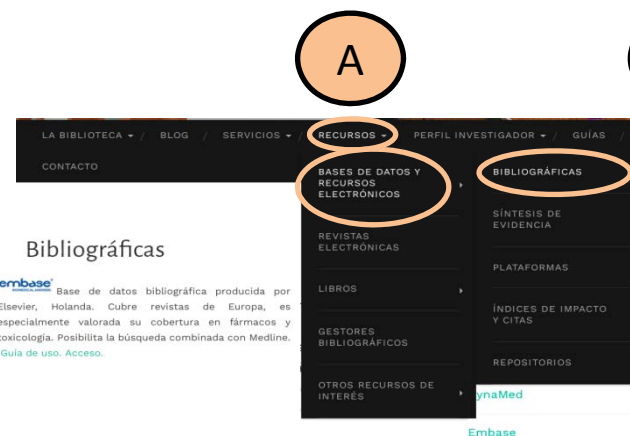 A
LA BIBLIOTECA / BLOG / SERVICIOS / RECURSOS / PERFIL INVESTIGADOR / GUÍAS /
CONTACTO
BASES DE DATOS Y
RECURSOS
ELECTRÓNICOS
REVISTAS
ELECTRÓNICAS
LIBROS
GESTORES
BIBLIOGRÁFICOS
OTROS RECURSOS DE
INTERÉS
BIBLIOGRÁFICAS
SÍNTESIS DE
EVIDENCIA
PLATAFORMAS
ÍNDICES DE IMPACTO
Y CITAS
REPOSITORIOS
Bibliográficas
embase Base de datos bibliográfica producida por
Elsevier, Holanda. Cubre revistas de Europa, es
especialmente valorada su cobertura en fármacos y
toxicología. Posibilita la búsqueda combinada con Medline.
Guía de uso. Acceso.
ynaMed
Embase